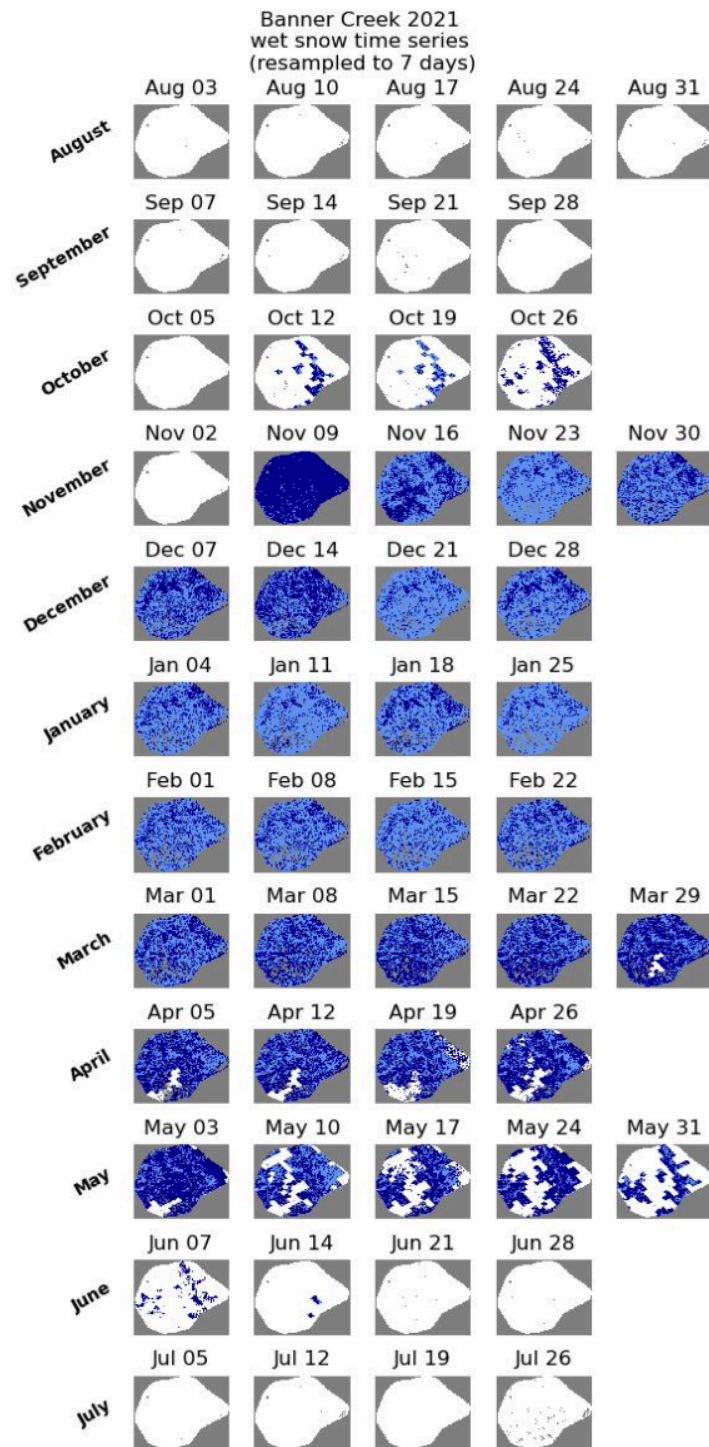 Banner Creek 2021
wet snow time series
(resampled to 7 days)
Aug 03 Aug 10 Aug 17 Aug 24 Aug 31
August
Sep 07 Sep 14 Sep 21 Sep 28
September
Oct 05 Oct 12 Oct 19 Oct 26
October
Nov 02 Nov 09 Nov 16 Nov 23 Nov 30
November
Dec 07 Dec 14 Dec 21 Dec 28
December
Jan 04 Jan 11 Jan 18 Jan 25
January
Feb 01 Feb 08 Feb 15 Feb 22
February
Mar 01 Mar 08 Mar 15 Mar 22 Mar 29
March
Apr 05 Apr 12 Apr 19 Apr 26
April
May 03 May 10 May 17 May 24 May 31
May
Jun 07 Jun 14 Jun 21 Jun 28
June
Jul 05 Jul 12 Jul 19 Jul 26
July